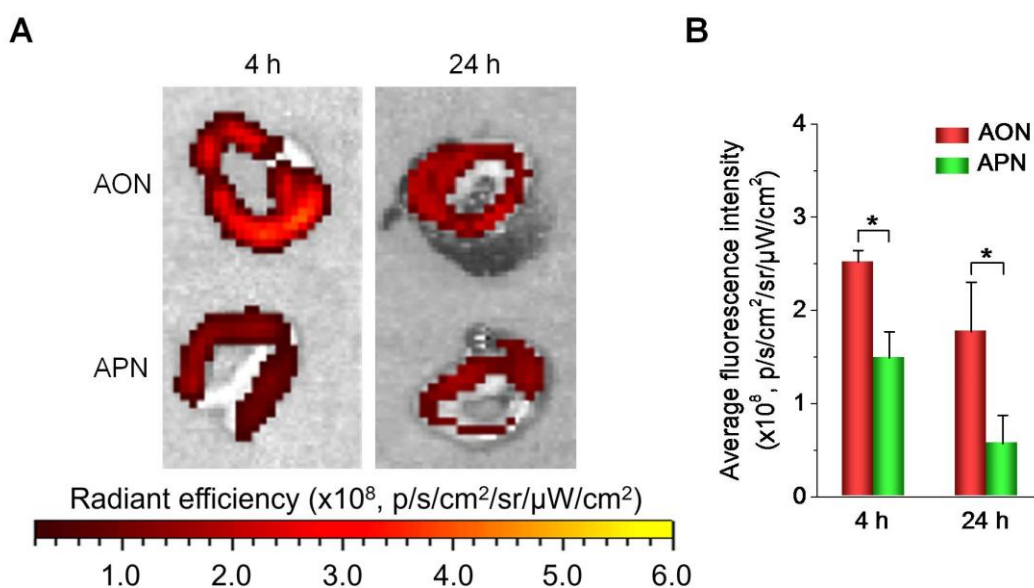 A
4 h
24 h
AON
APN
Radiant efficiency (x10⁸, p/s/cm²/sr/µW/cm²)
1.0
2.0
3.0
4.0
5.0
6.0
B
Average fluorescence intensity
(x10⁸, p/s/cm²/sr/µW/cm²)
4
3
2
1
0
AON
APN
*
*
4 h
24 h